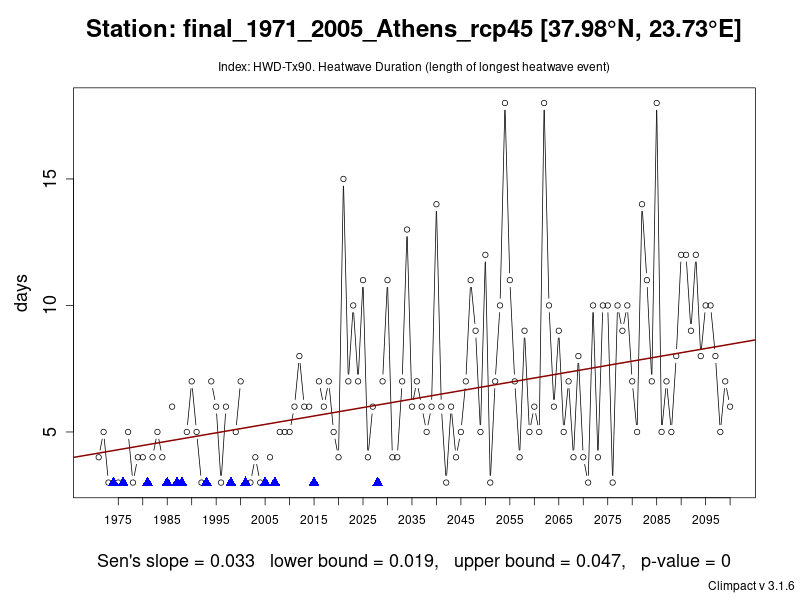 Station: final_1971_2005_Athens_rcp45 [37.98°N, 23.73°E]
Index: HWD-Tx90. Heatwave Duration (length of longest heatwave event)
days
15
10
5
1975 1985 1995 2005 2015 2025 2035 2045 2055 2065 2075 2085 2095
Sen's slope = 0.033 lower bound = 0.019, upper bound = 0.047, p-value = 0
Climpact v 3.1.6